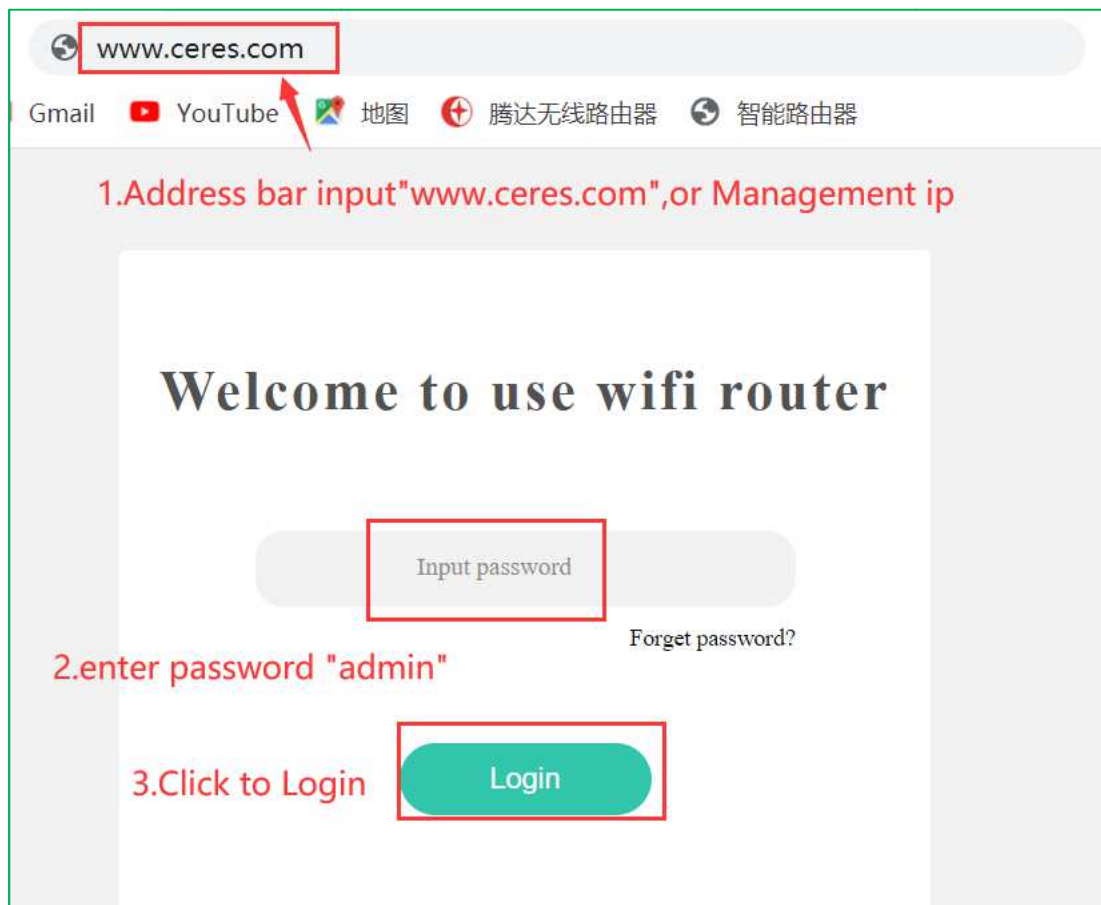 www.ceres.com
Gmail YouTube 地图 腾达无线路由器 智能路由器
1.Address bar input"www.ceres.com",or Management ip
Welcome to use wifi router
Input password
Forget password?
2.enter password "admin"
3.Click to Login
Login